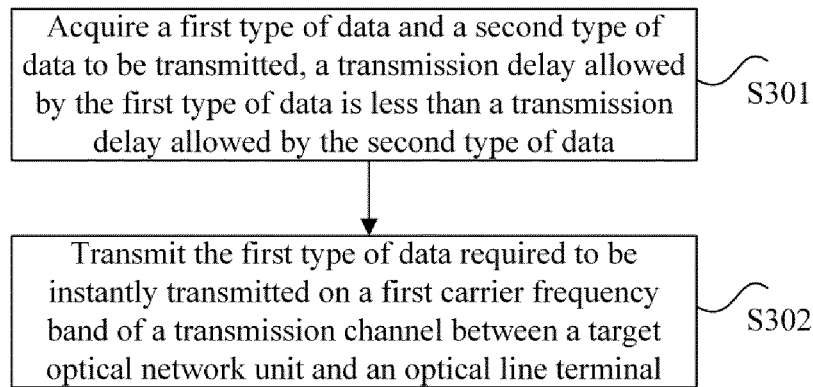 Acquire a first type of data and a second type of
data to be transmitted, a transmission delay allowed
by the first type of data is less than a transmission
delay allowed by the second type of data
S301
Transmit the first type of data required to be
instantly transmitted on a first carrier frequency
band of a transmission channel between a target
optical network unit and an optical line terminal
S302